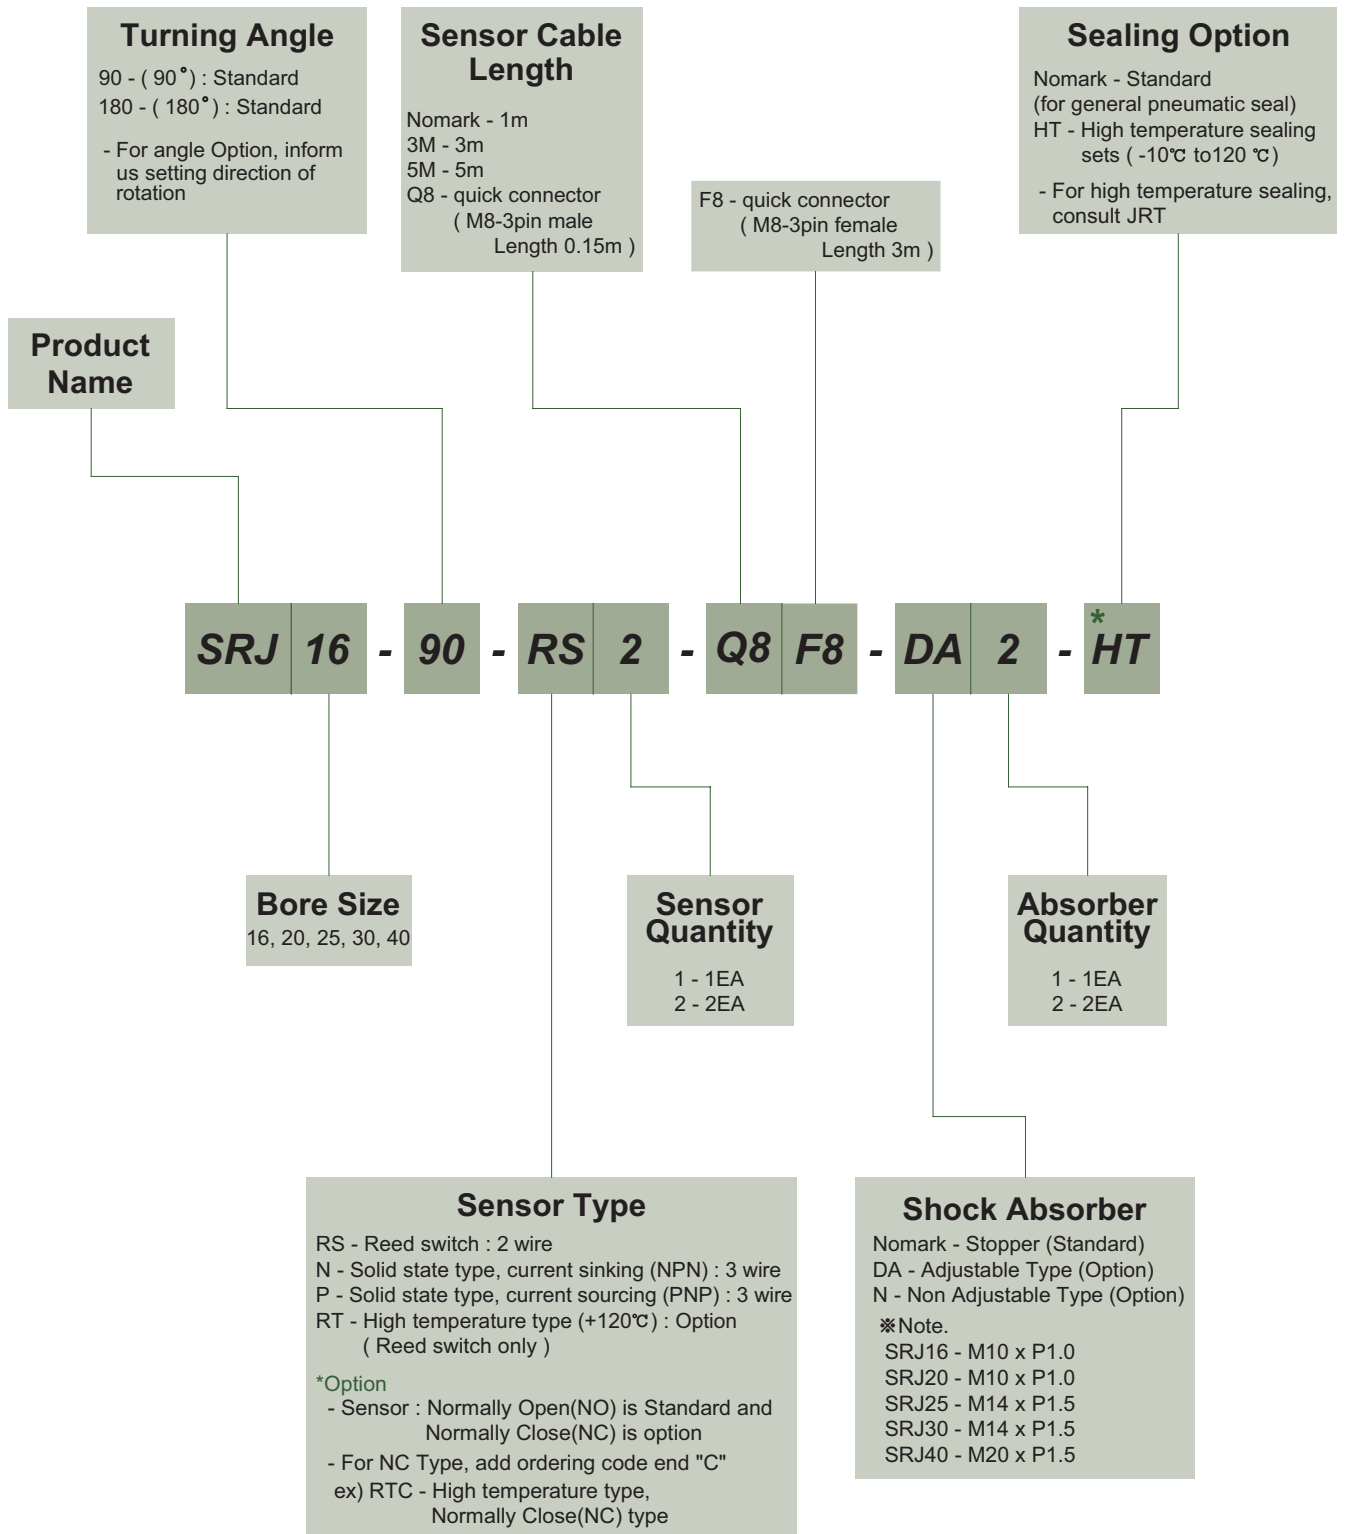 Turning Angle
90 - ( 90°) : Standard
180 - ( 180°) : Standard
- For angle Option, inform
us setting direction of
rotation
Sensor Cable
Length
Nomark - 1m
3M - 3m
5M - 5m
Q8 - quick connector
( M8-3pin male
Length 0.15m )
F8 - quick connector
( M8-3pin female
Length 3m )
Sealing Option
Nomark - Standard
(for general pneumatic seal)
HT - High temperature sealing
sets ( -10℃ to120 ℃)
- For high temperature sealing,
consult JRT
Product
Name
SRJ 16 - 90 - RS 2 - Q8 F8 - DA 2 - *HT
Bore Size
16, 20, 25, 30, 40
Sensor
Quantity
1 - 1EA
2 - 2EA
Absorber
Quantity
1 - 1EA
2 - 2EA
Sensor Type
RS - Reed switch : 2 wire
N - Solid state type, current sinking (NPN) : 3 wire
P - Solid state type, current sourcing (PNP) : 3 wire
RT - High temperature type (+120℃) : Option
( Reed switch only )
*Option
- Sensor : Normally Open(NO) is Standard and
Normally Close(NC) is option
- For NC Type, add ordering code end "C"
ex) RTC - High temperature type,
Normally Close(NC) type
Shock Absorber
Nomark - Stopper (Standard)
DA - Adjustable Type (Option)
N - Non Adjustable Type (Option)
※Note.
SRJ16 - M10 x P1.0
SRJ20 - M10 x P1.0
SRJ25 - M14 x P1.5
SRJ30 - M14 x P1.5
SRJ40 - M20 x P1.5